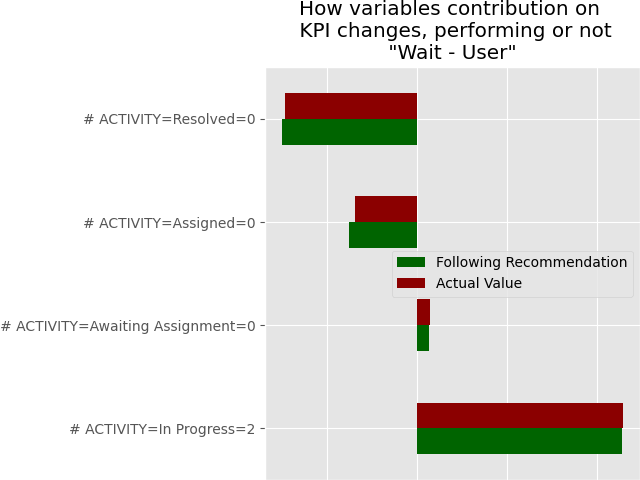 How variables contribution on
KPI changes, performing or not
"Wait - User"
# ACTIVITY=Resolved=0
# ACTIVITY=Assigned=0
Following Recommendation
Actual Value
# ACTIVITY=Awaiting Assignment=0
# ACTIVITY=In Progress=2